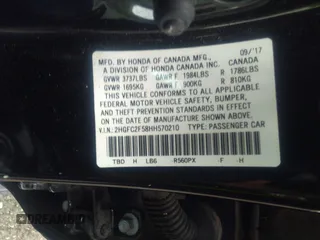 MFD. BY HONDA OF CANADA MFG., 09/'17
A DIVISION OF HONDA CANADA INC. CANADA
GVWR 3737LBS GAWR F 1984LBS R 1786LBS
GVWR 1695KG GAWR F 900KG R 810KG
THIS VEHICLE CONFORMS TO ALL APPLICABLE
FEDERAL MOTOR VEHICLE SAFETY, BUMPER,
AND THEFT PREVENTION STANDARDS IN EFFECT
ON THE DATE OF MANUFACTURE SHOWN ABOVE.
V.I.N.: 2HGFC2F58HH570210 TYPE: PASSENGER CAR
TBD H LBG R560PX -F -H